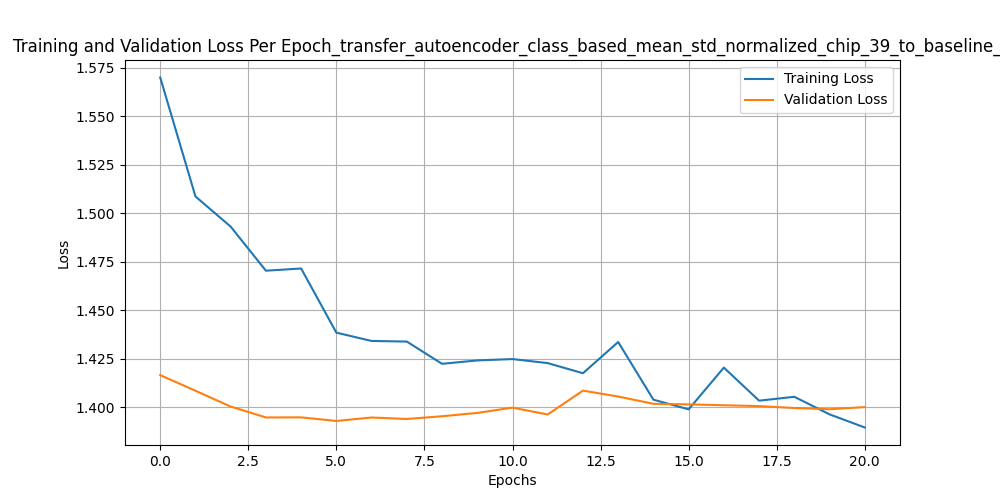 Training and Validation Loss Per Epoch_transfer_autoencoder_class_based_mean_std_normalized_chip_39_to_baseline_
Training Loss
Validation Loss
1.575
1.550
1.525
1.500
1.475
1.450
1.425
1.400
Loss
0.0 2.5 5.0 7.5 10.0 12.5 15.0 17.5 20.0
Epochs